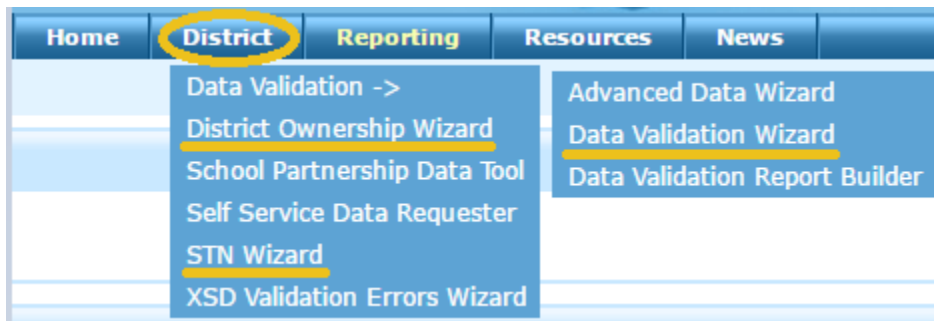 Home District Reporting Resources News
Data Validation ->
District Ownership Wizard
School Partnership Data Tool
Self Service Data Requester
STN Wizard
XSD Validation Errors Wizard
Advanced Data Wizard
Data Validation Wizard
Data Validation Report Builder